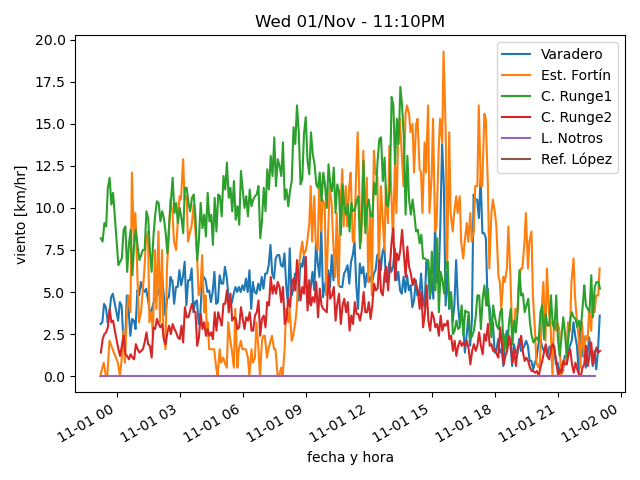 Wed 01/Nov - 11:10PM
viento [km/hr]
20.0
17.5
15.0
12.5
10.0
7.5
5.0
2.5
0.0
Varadero
Est. Fortín
C. Runge1
C. Runge2
L. Notros
Ref. López
11-01 00
11-01 03
11-01 06
11-01 09
11-01 12
11-01 15
11-01 18
11-01 21
11-02 00
fecha y hora